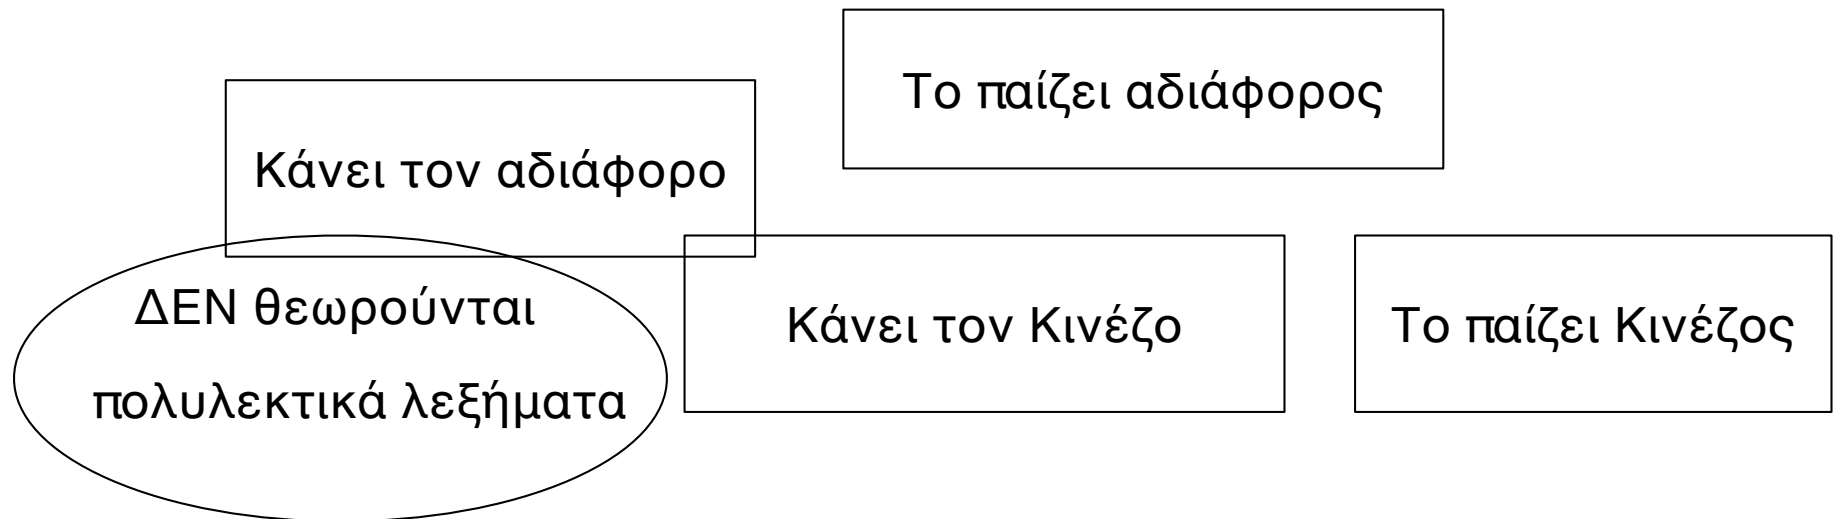 Το παίζει αδιάφορος
Κάνει τον αδιάφορο
ΔΕΝ θεωρούνται
πολυλεκτικά λεξήματα
Κάνει τον Κινέζο
Το παίζει Κινέζος